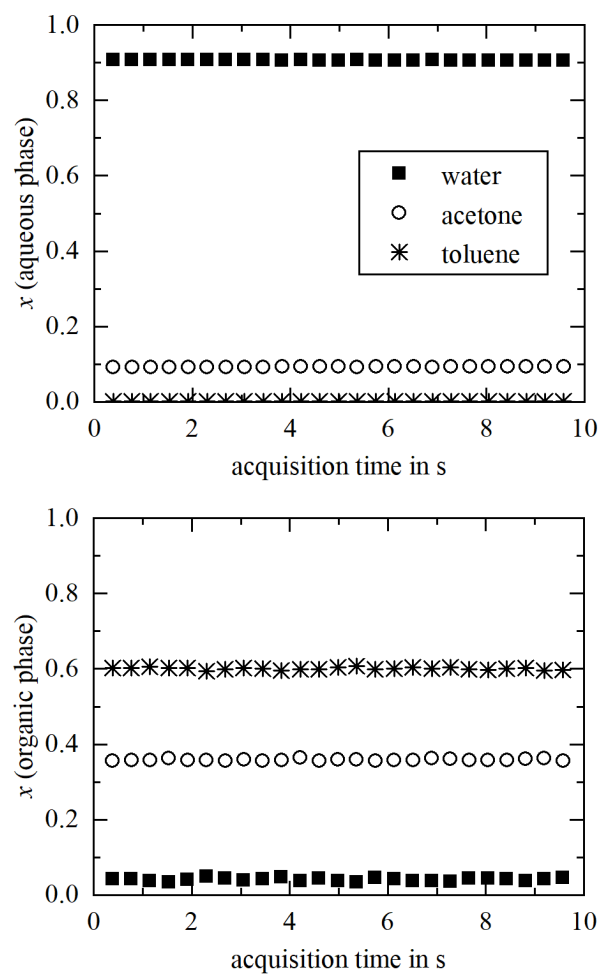 1.0
0.8
0.6
0.4
0.2
0.0
x (aqueous phase)
water
acetone
toluene
0 2 4 6 8 10
acquisition time in s
1.0
0.8
0.6
0.4
0.2
0.0
x (organic phase)
0 2 4 6 8 10
acquisition time in s